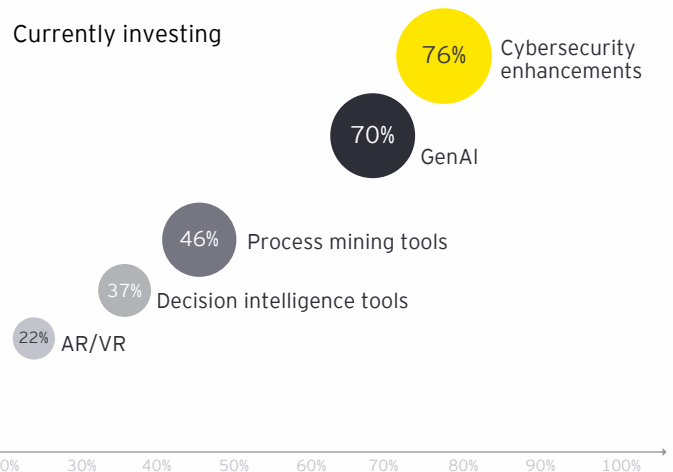 Currently investing
76%
Cybersecurity
enhancements
70%
GenAI
46%
Process mining tools
37%
Decision intelligence tools
22%
AR/VR
0% 30% 40% 50% 60% 70% 80% 90% 100%